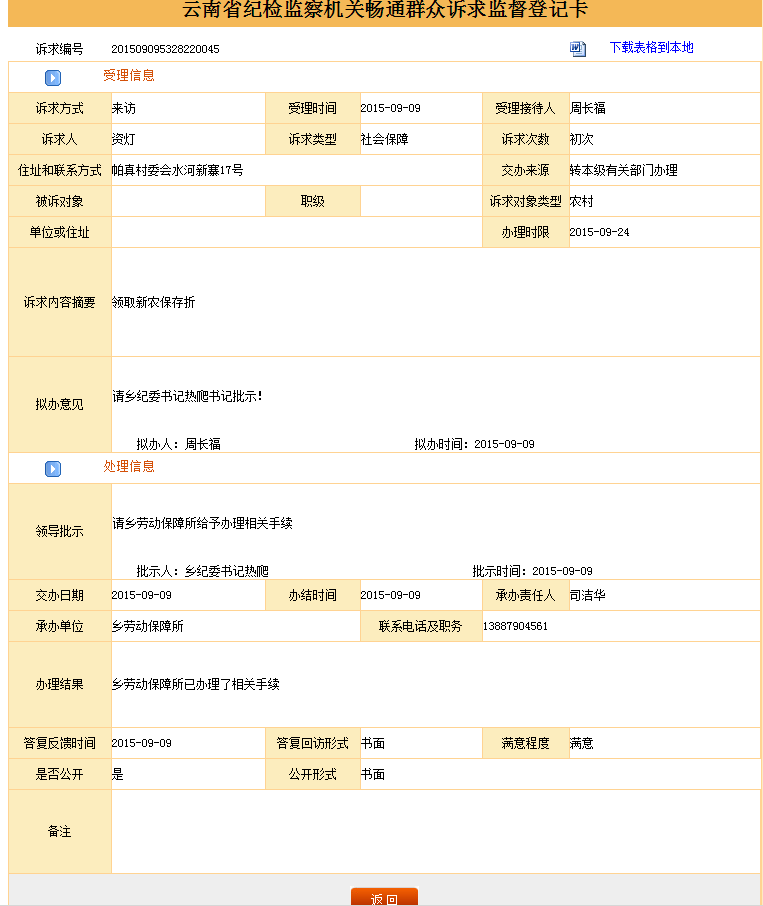 云南省纪检监察机关畅通群众诉求监督登记卡
诉求编号 201509095328220045 下载表格到本地
受理信息
诉求方式 来访 受理时间 2015-09-09 受理接待人 周长福
诉求人 资灯 诉求类型 社会保障 诉求次数 初次
住址和联系方式 帕真村委会水河新寨17号 交办来源 转本级有关部门办理
被诉对象 职级 诉求对象类型 农村
单位或住址 办理时限 2015-09-24
诉求内容摘要 领取新农保存折
拟办意见 请乡纪委书记热爬书记批示!
拟办人：周长福 拟办时间：2015-09-09
处理信息
领导批示 请乡劳动保障所给予办理相关手续
批示人：乡纪委书记热爬 批示时间：2015-09-09
交办日期 2015-09-09 办结时间 2015-09-09 承办责任人 司洁华
承办单位 乡劳动保障所 联系电话及职务 13887904561
办理结果 乡劳动保障所已办理了相关手续
答复反馈时间 2015-09-09 答复回访形式 书面 满意程度 满意
是否公开 是 公开形式 书面
备注
返回